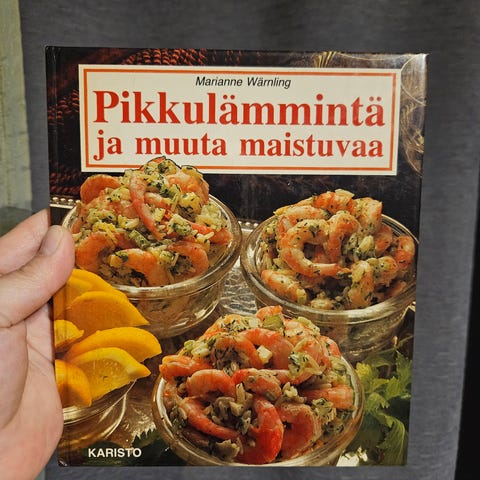 Marianne Wärnling
Pikkulämmintä
ja muuta maistuvaa
KARISTO